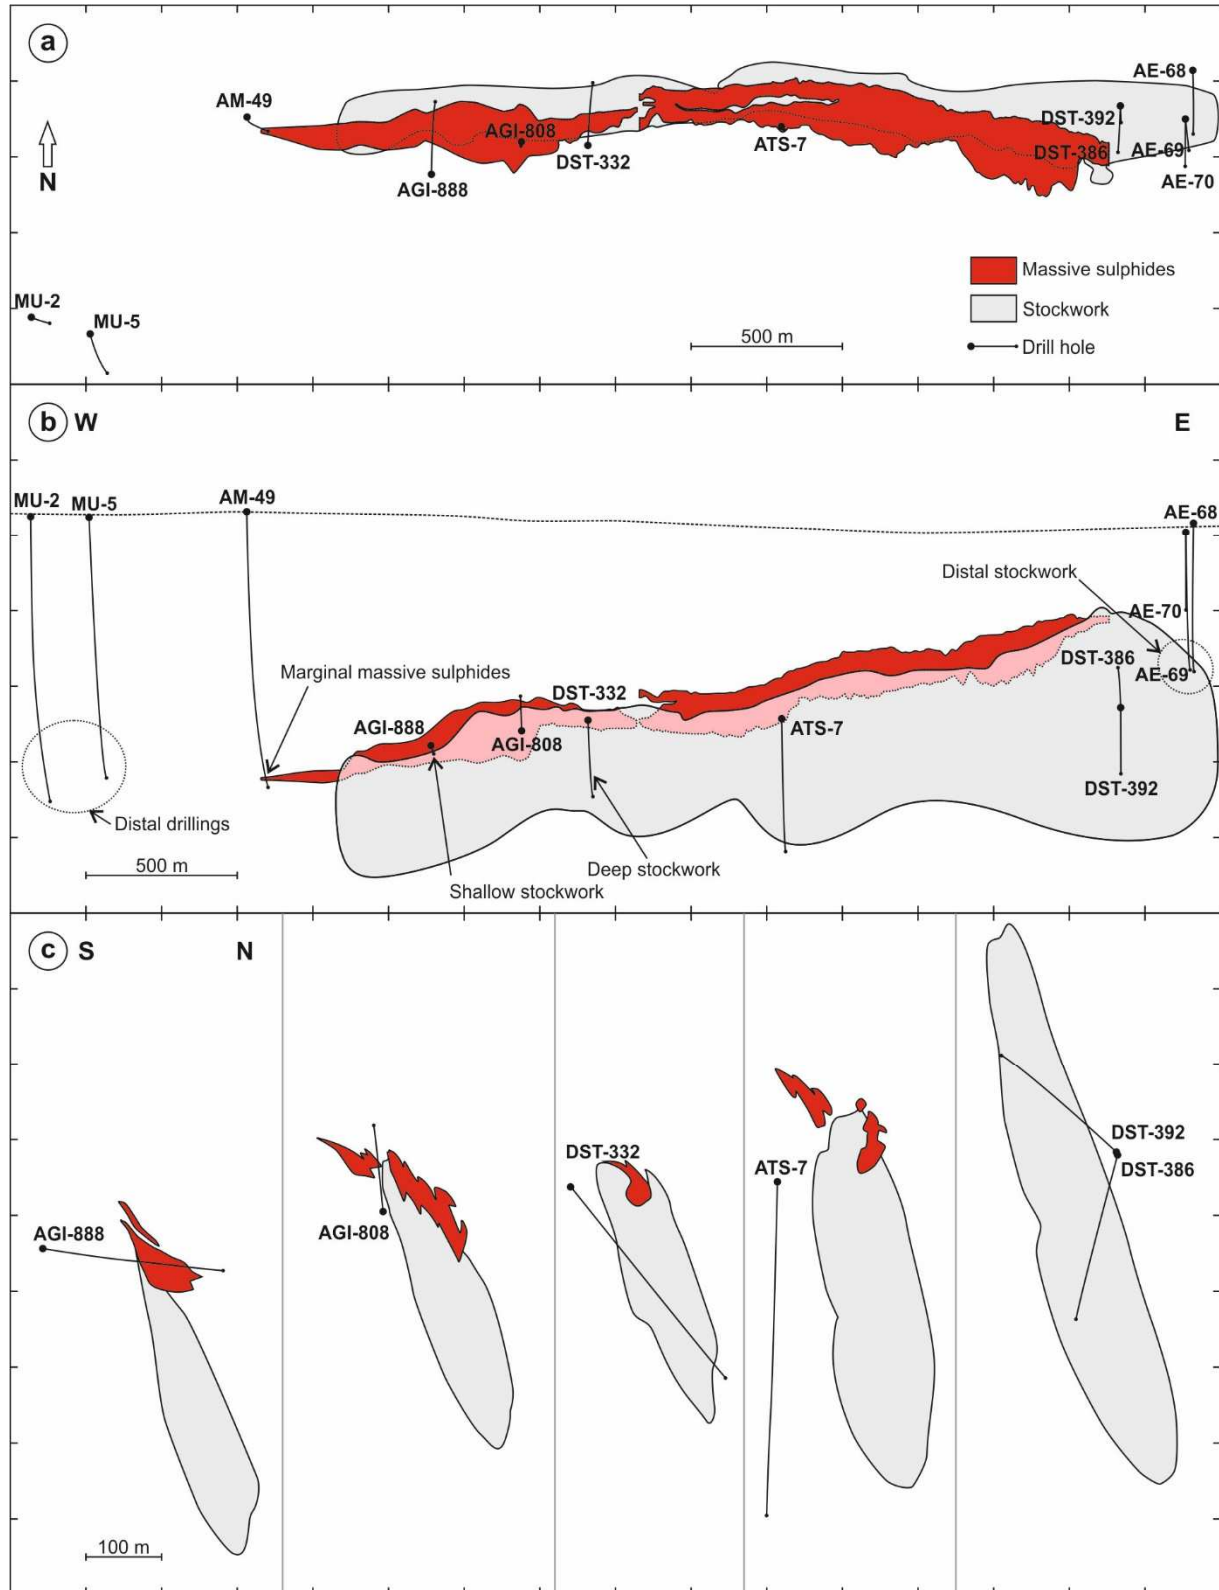 a
AE-68
AM-49
AGI-808
DST-392
N
DST-332
ATS-7
DST-386
AE-69
AGI-888
AE-70
Massive sulphides
MU-2
Stockwork
MU-5
500 m
Drill hole
b W
E
MU-2
MU-5
AM-49
AE-68
Distal stockwork
AE-70
Marginal massive sulphides
DST-386
DST-332
AE-69
AGI-888
ATS-7
AGI-808
DST-392
Distal drillings
500 m
Deep stockwork
Shallow stockwork
c S
N
DST-392
DST-332
DST-386
ATS-7
AGI-888
AGI-808
100 m